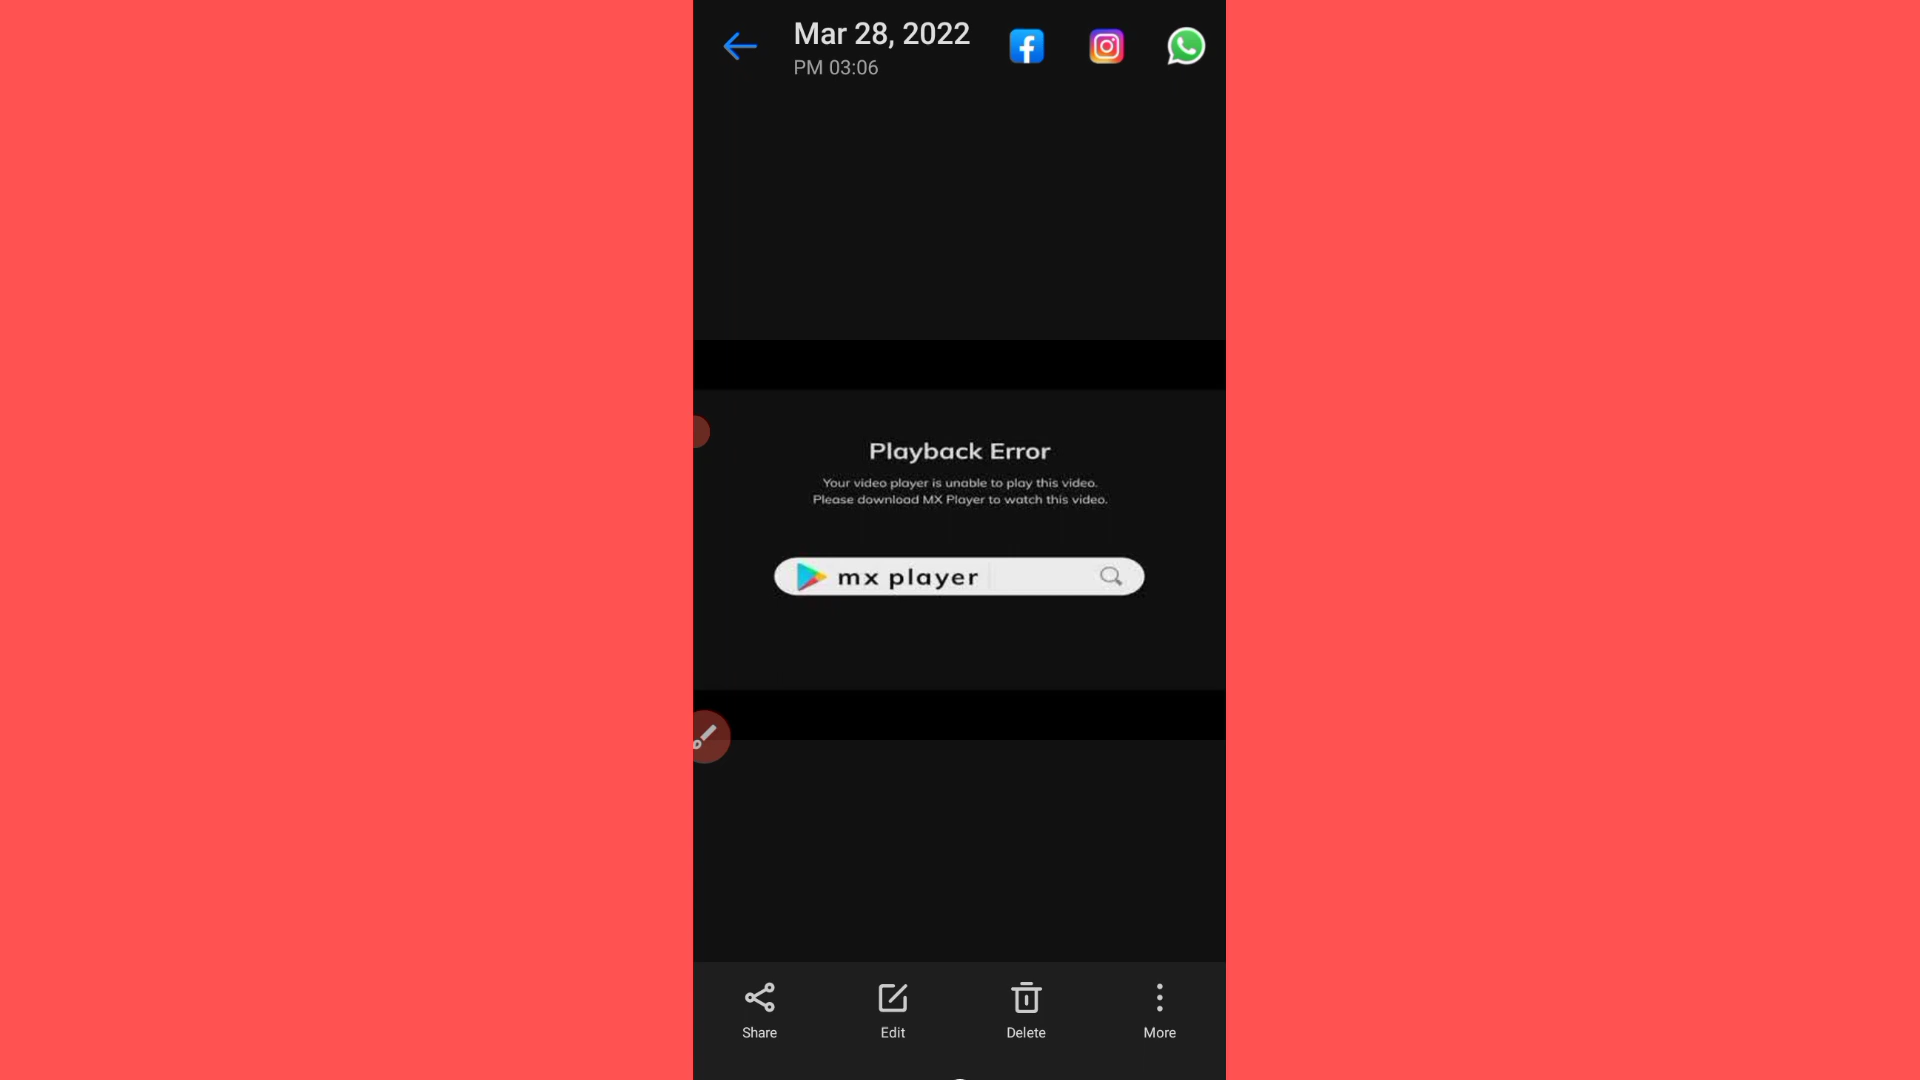 Mar 28, 2022
PM 03:06
Playback Error
Your video player is unable to play this video.
Please download MX Player to watch this video.
mx player
Share
Edit
Delete
More